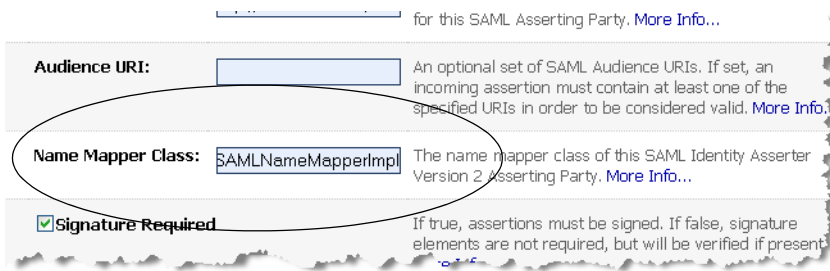 for this SAML Asserting Party. More Info...
Audience URI:
An optional set of SAML Audience URIs. If set, an
incoming assertion must contain at least one of the
specified URIs in order to be considered valid. More Info.
Name Mapper Class:
SAMLNameMapperImpl
The name mapper class of this SAML Identity Asserter
Version 2 Asserting Party. More Info...
Signature Required
If true, assertions must be signed. If false, signature
elements are not required, but will be verified if present